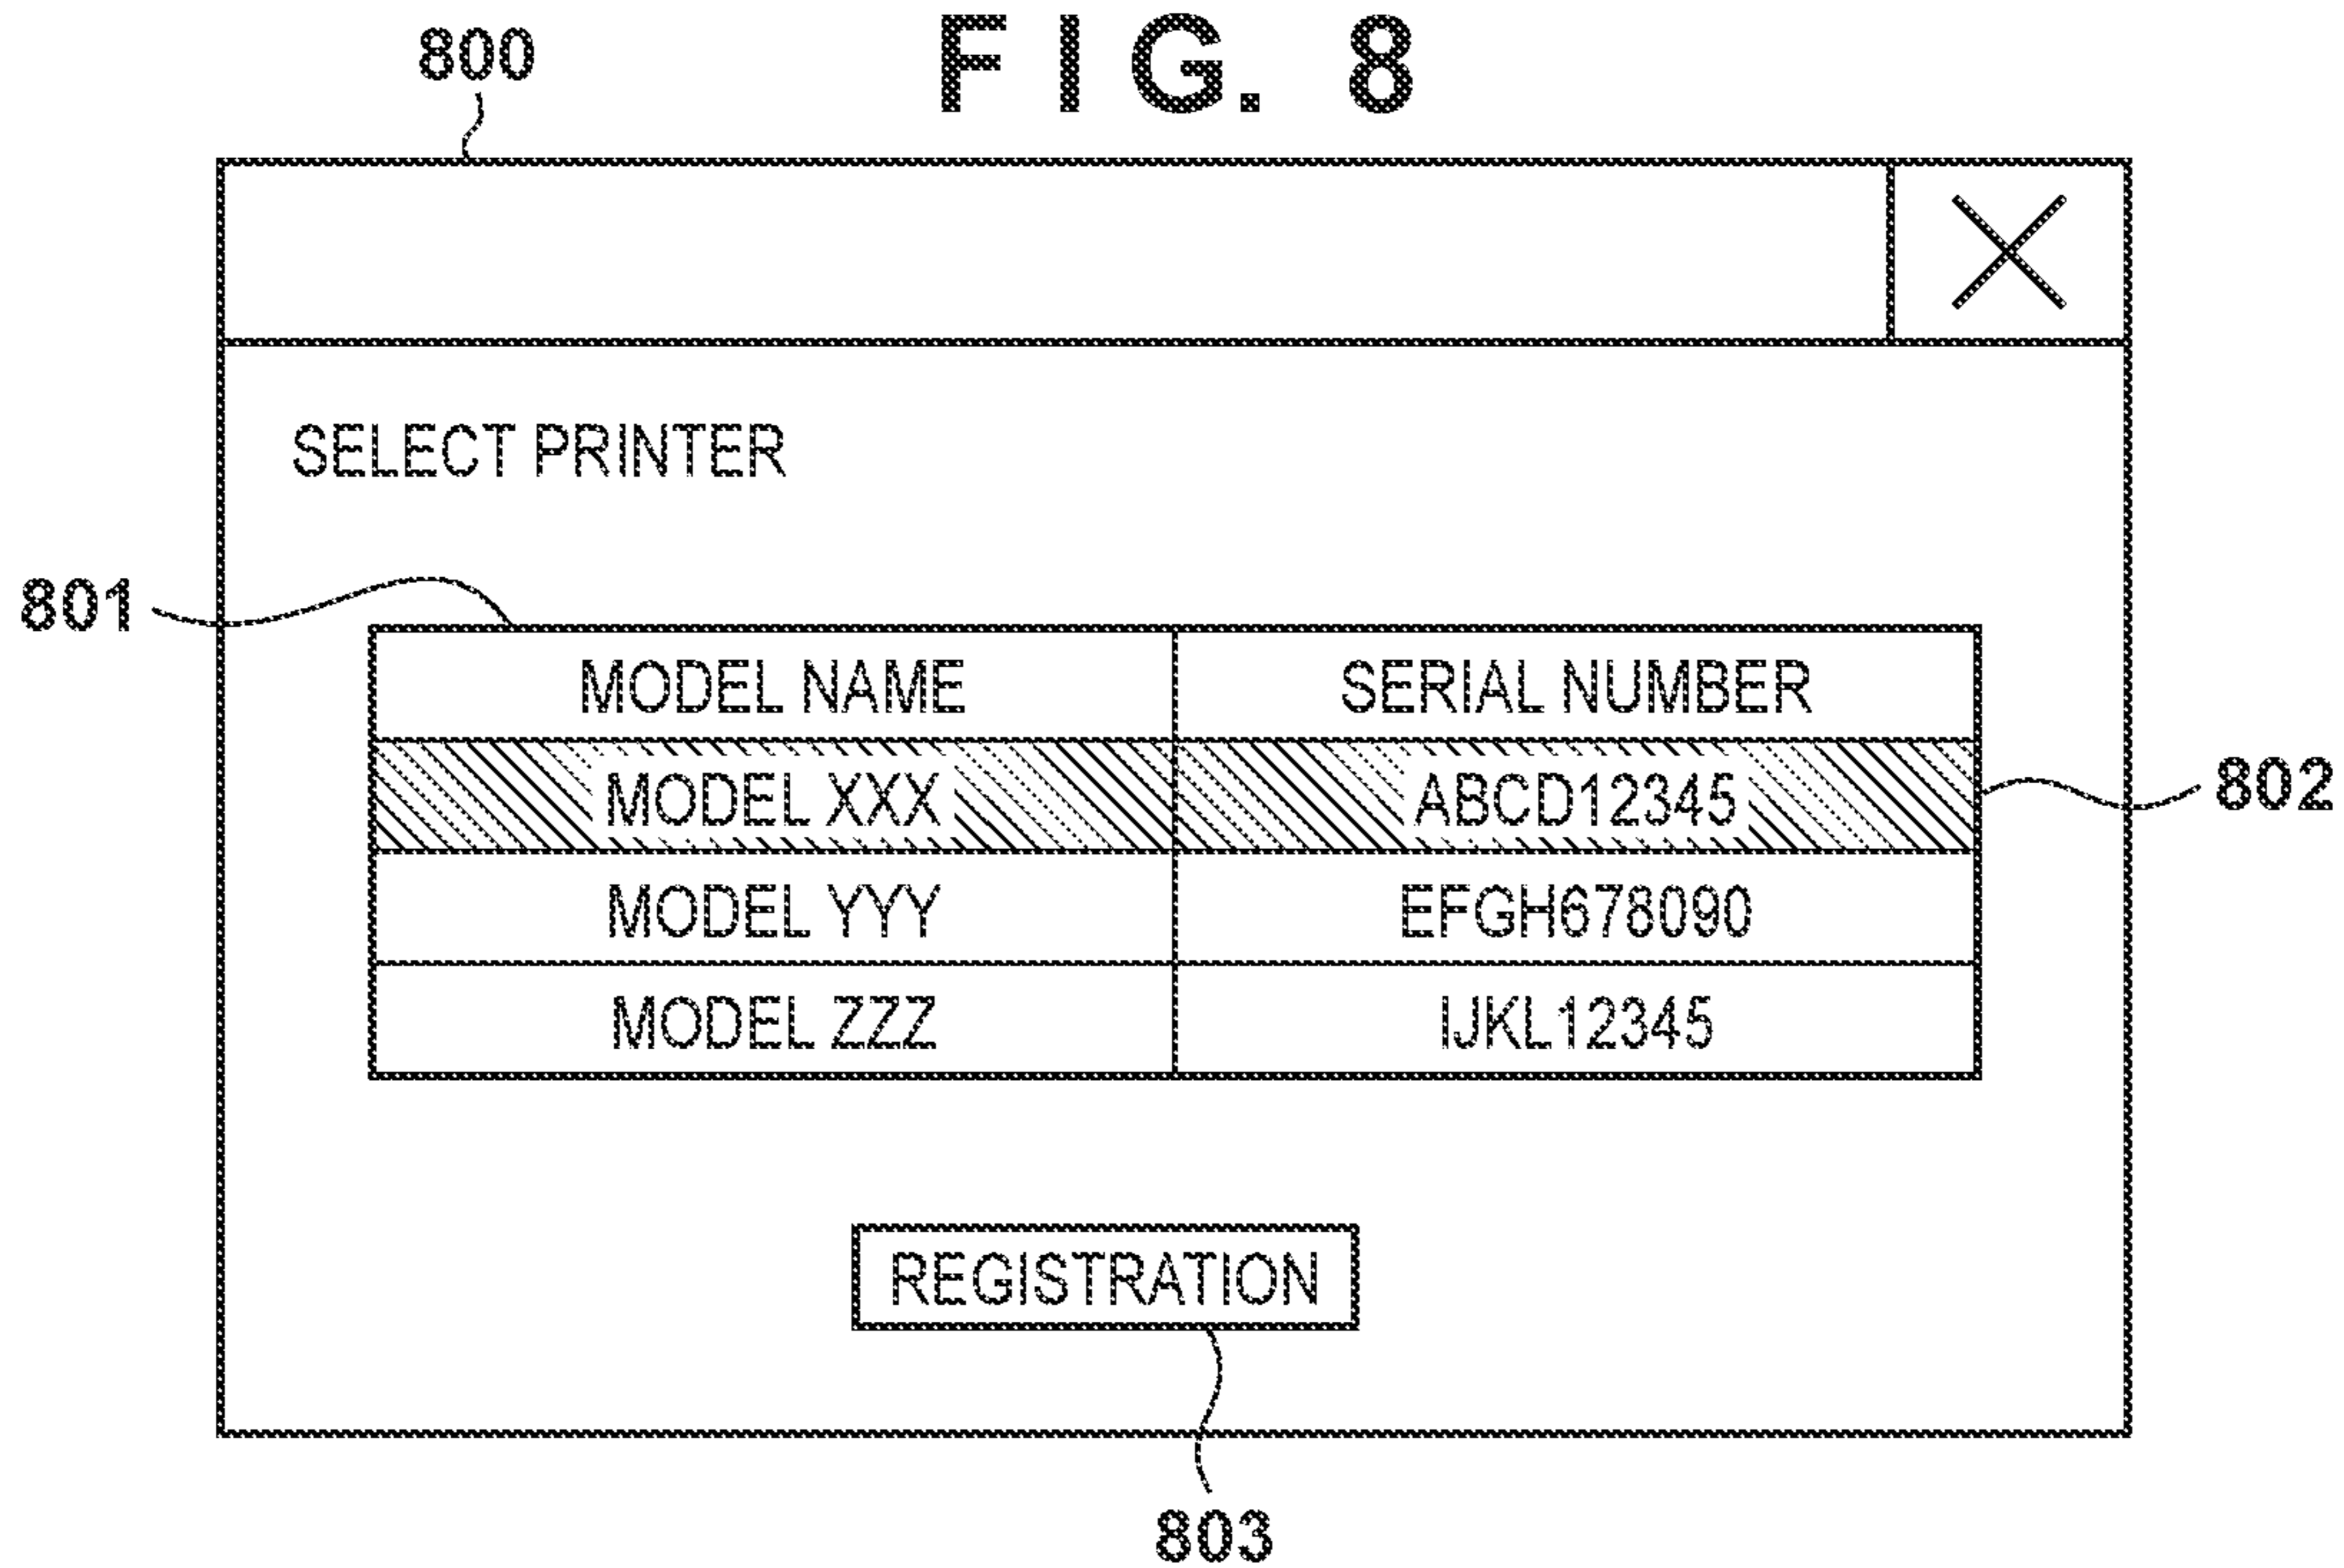 FIG. 8
800
SELECT PRINTER
801
MODEL NAME SERIAL NUMBER
MODEL XXX ABCD12345
802
MODEL YYY EFGH678090
MODEL ZZZ IJKL12345
REGISTRATION
803